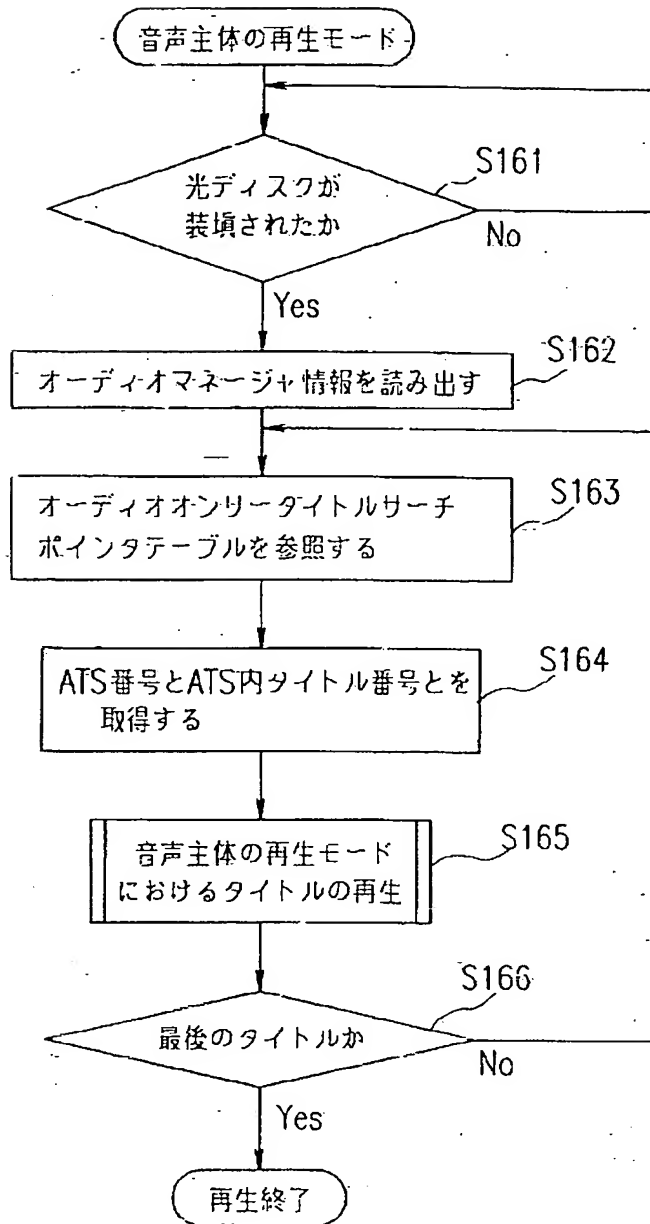 音声主体の再生モード
S161
光ディスクが
装填されたか
No
Yes
S162
オーディオマネージャ情報を読み出す
S163
オーディオオンリータイトルサーチ
ポインタテーブルを参照する
S164
ATS番号とATS内タイトル番号とを
取得する
S165
音声主体の再生モード
におけるタイトルの再生
S166
最後のタイトルか
No
Yes
再生終了